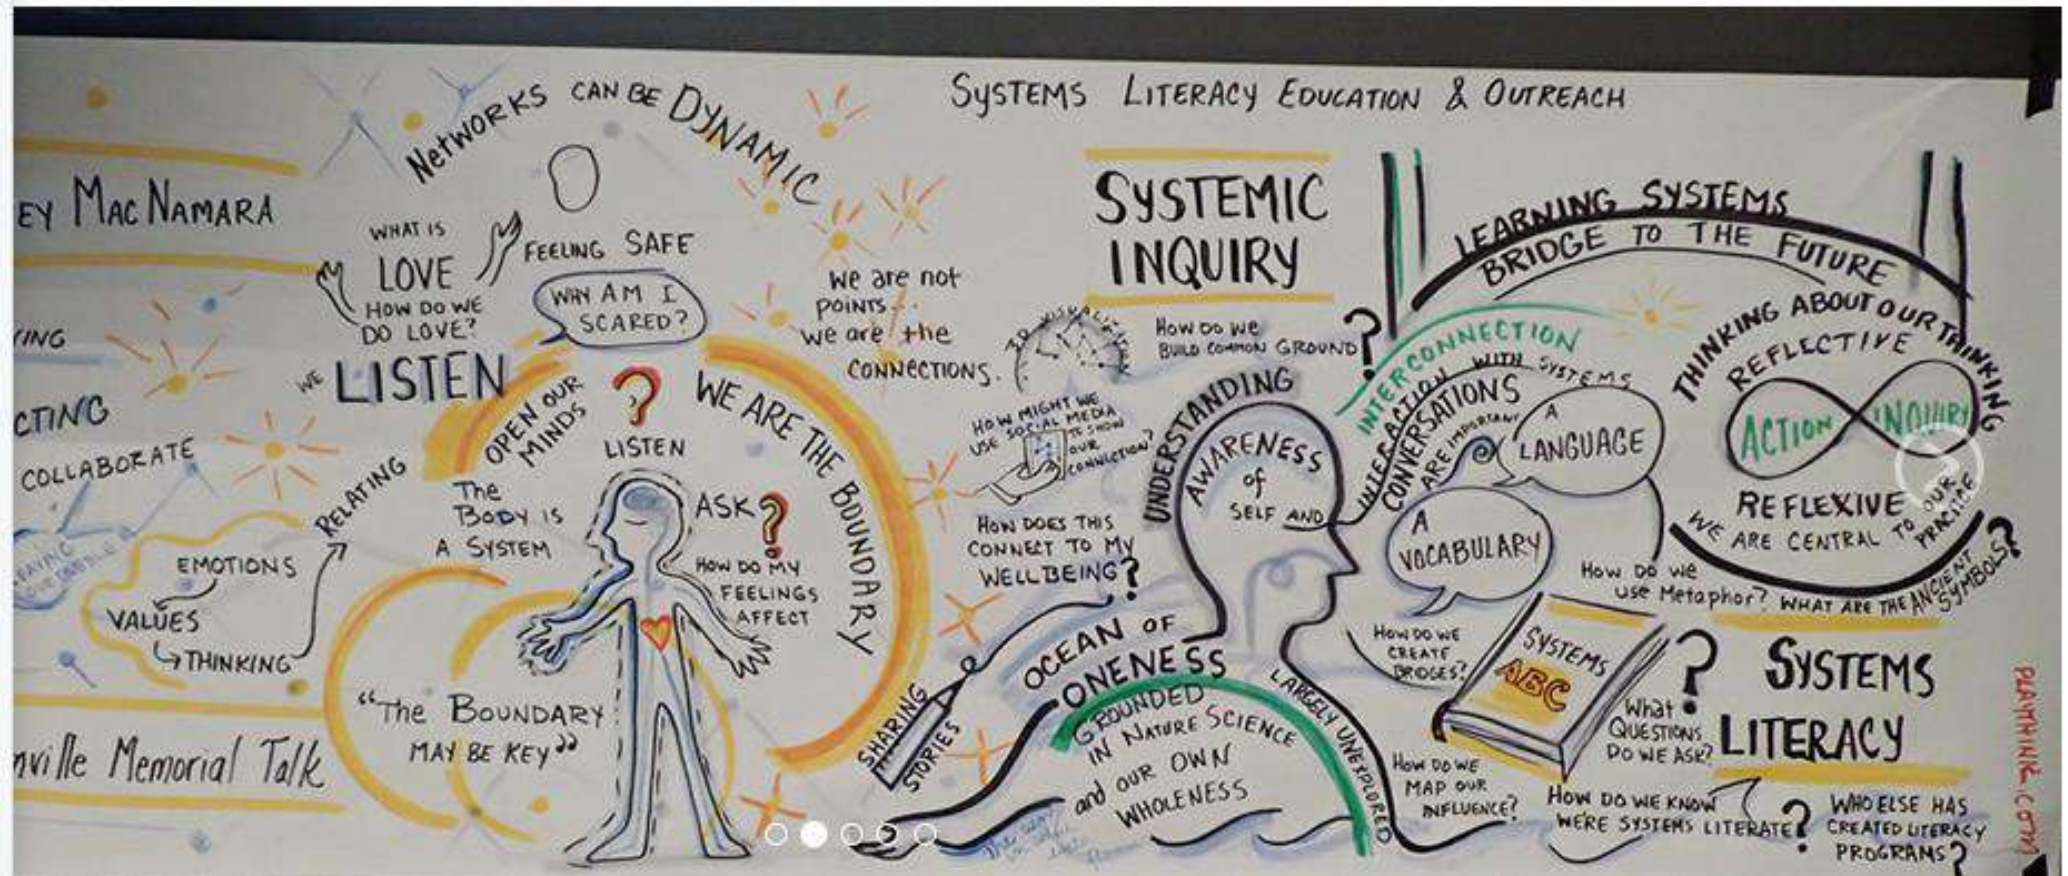 EY MAC NAMARA
CTING
COLLABORATE
EMOTIONS
VALUES
THINKING
RELATING
Memorial Talk
NETWORKS CAN BE DYNAMIC
WHAT IS
LOVE
HOW DO WE
DO LOVE?
FEELING SAFE
WHY AM I
SCARED?
WE LISTEN
OPEN OUR
MINDS
?
LISTEN
WE ARE THE BOUNDARY
The
BODY IS
A SYSTEM
ASK ?
HOW DO MY
FEELINGS
AFFECT
"The BOUNDARY
MAY BE KEY"
We are not
points.
we are the
connections.
SYSTEMS LITERACY EDUCATION & OUTREACH
SYSTEMIC
INQUIRY
3D VISUALIZATION
HOW DO WE
BUILD COMMON GROUND?
HOW MIGHT WE
USE SOCIAL MEDIA
TO SHOW
OUR
CONNECTION?
HOW DOES THIS
CONNECT TO MY
WELLBEING?
SHARING
STORIES
UNDERSTANDING
AWARENESS
of
SELF AND
OCEAN OF
ONENESS
GROUNDED
IN NATURE SCIENCE
and OUR OWN
WHOLENESS
LARGELY UNEXPLORED
LEARNING SYSTEMS
BRIDGE TO THE FUTURE
INTERCONNECTION
INTERACTION WITH SYSTEMS
CONVERSATIONS
ARE IMPORTANT
A
LANGUAGE
A
VOCABULARY
THINKING ABOUT OUR THINKING
REFLECTIVE
ACTION INQUIRY
REFLEXIVE
WE ARE CENTRAL TO OUR
PRACTICE
HOW DO WE
USE METAPHOR?
WHAT ARE THE ANCIENT
SYMBOLS?
HOW DO WE
CREATE
BRIDGES?
SYSTEMS
ABC
What
QUESTIONS
DO WE ASK?
SYSTEMS
LITERACY
HOW DO WE
MAP OUR
INFLUENCE?
HOW DO WE KNOW
WE'RE SYSTEMS LITERATE?
WHO ELSE HAS
CREATED LITERACY
PROGRAMS?
PLAYTHINK.COM